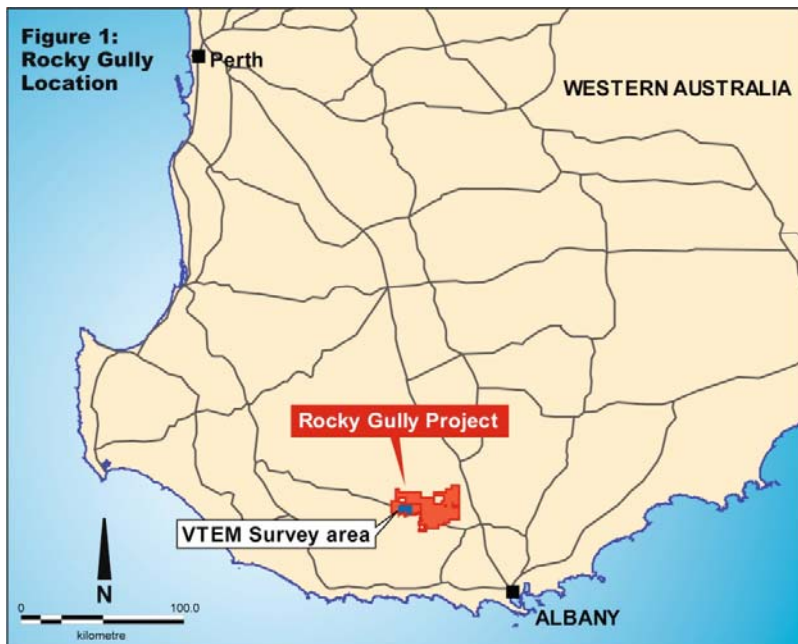 Figure 1:
Rocky Gully
Location
Perth
WESTERN AUSTRALIA
Rocky Gully Project
VTEM Survey area
N
0 100.0
kilometre
ALBANY